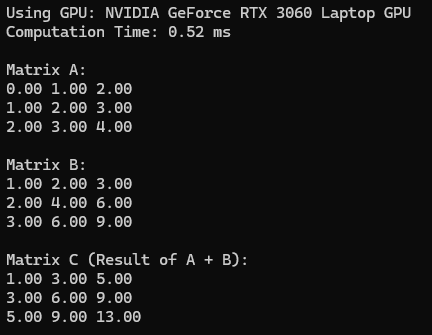 Using GPU: NVIDIA GeForce RTX 3060 Laptop GPU
Computation Time: 0.52 ms
Matrix A:
0.00 1.00 2.00
1.00 2.00 3.00
2.00 3.00 4.00
Matrix B:
1.00 2.00 3.00
2.00 4.00 6.00
3.00 6.00 9.00
Matrix C (Result of A + B):
1.00 3.00 5.00
3.00 6.00 9.00
5.00 9.00 13.00